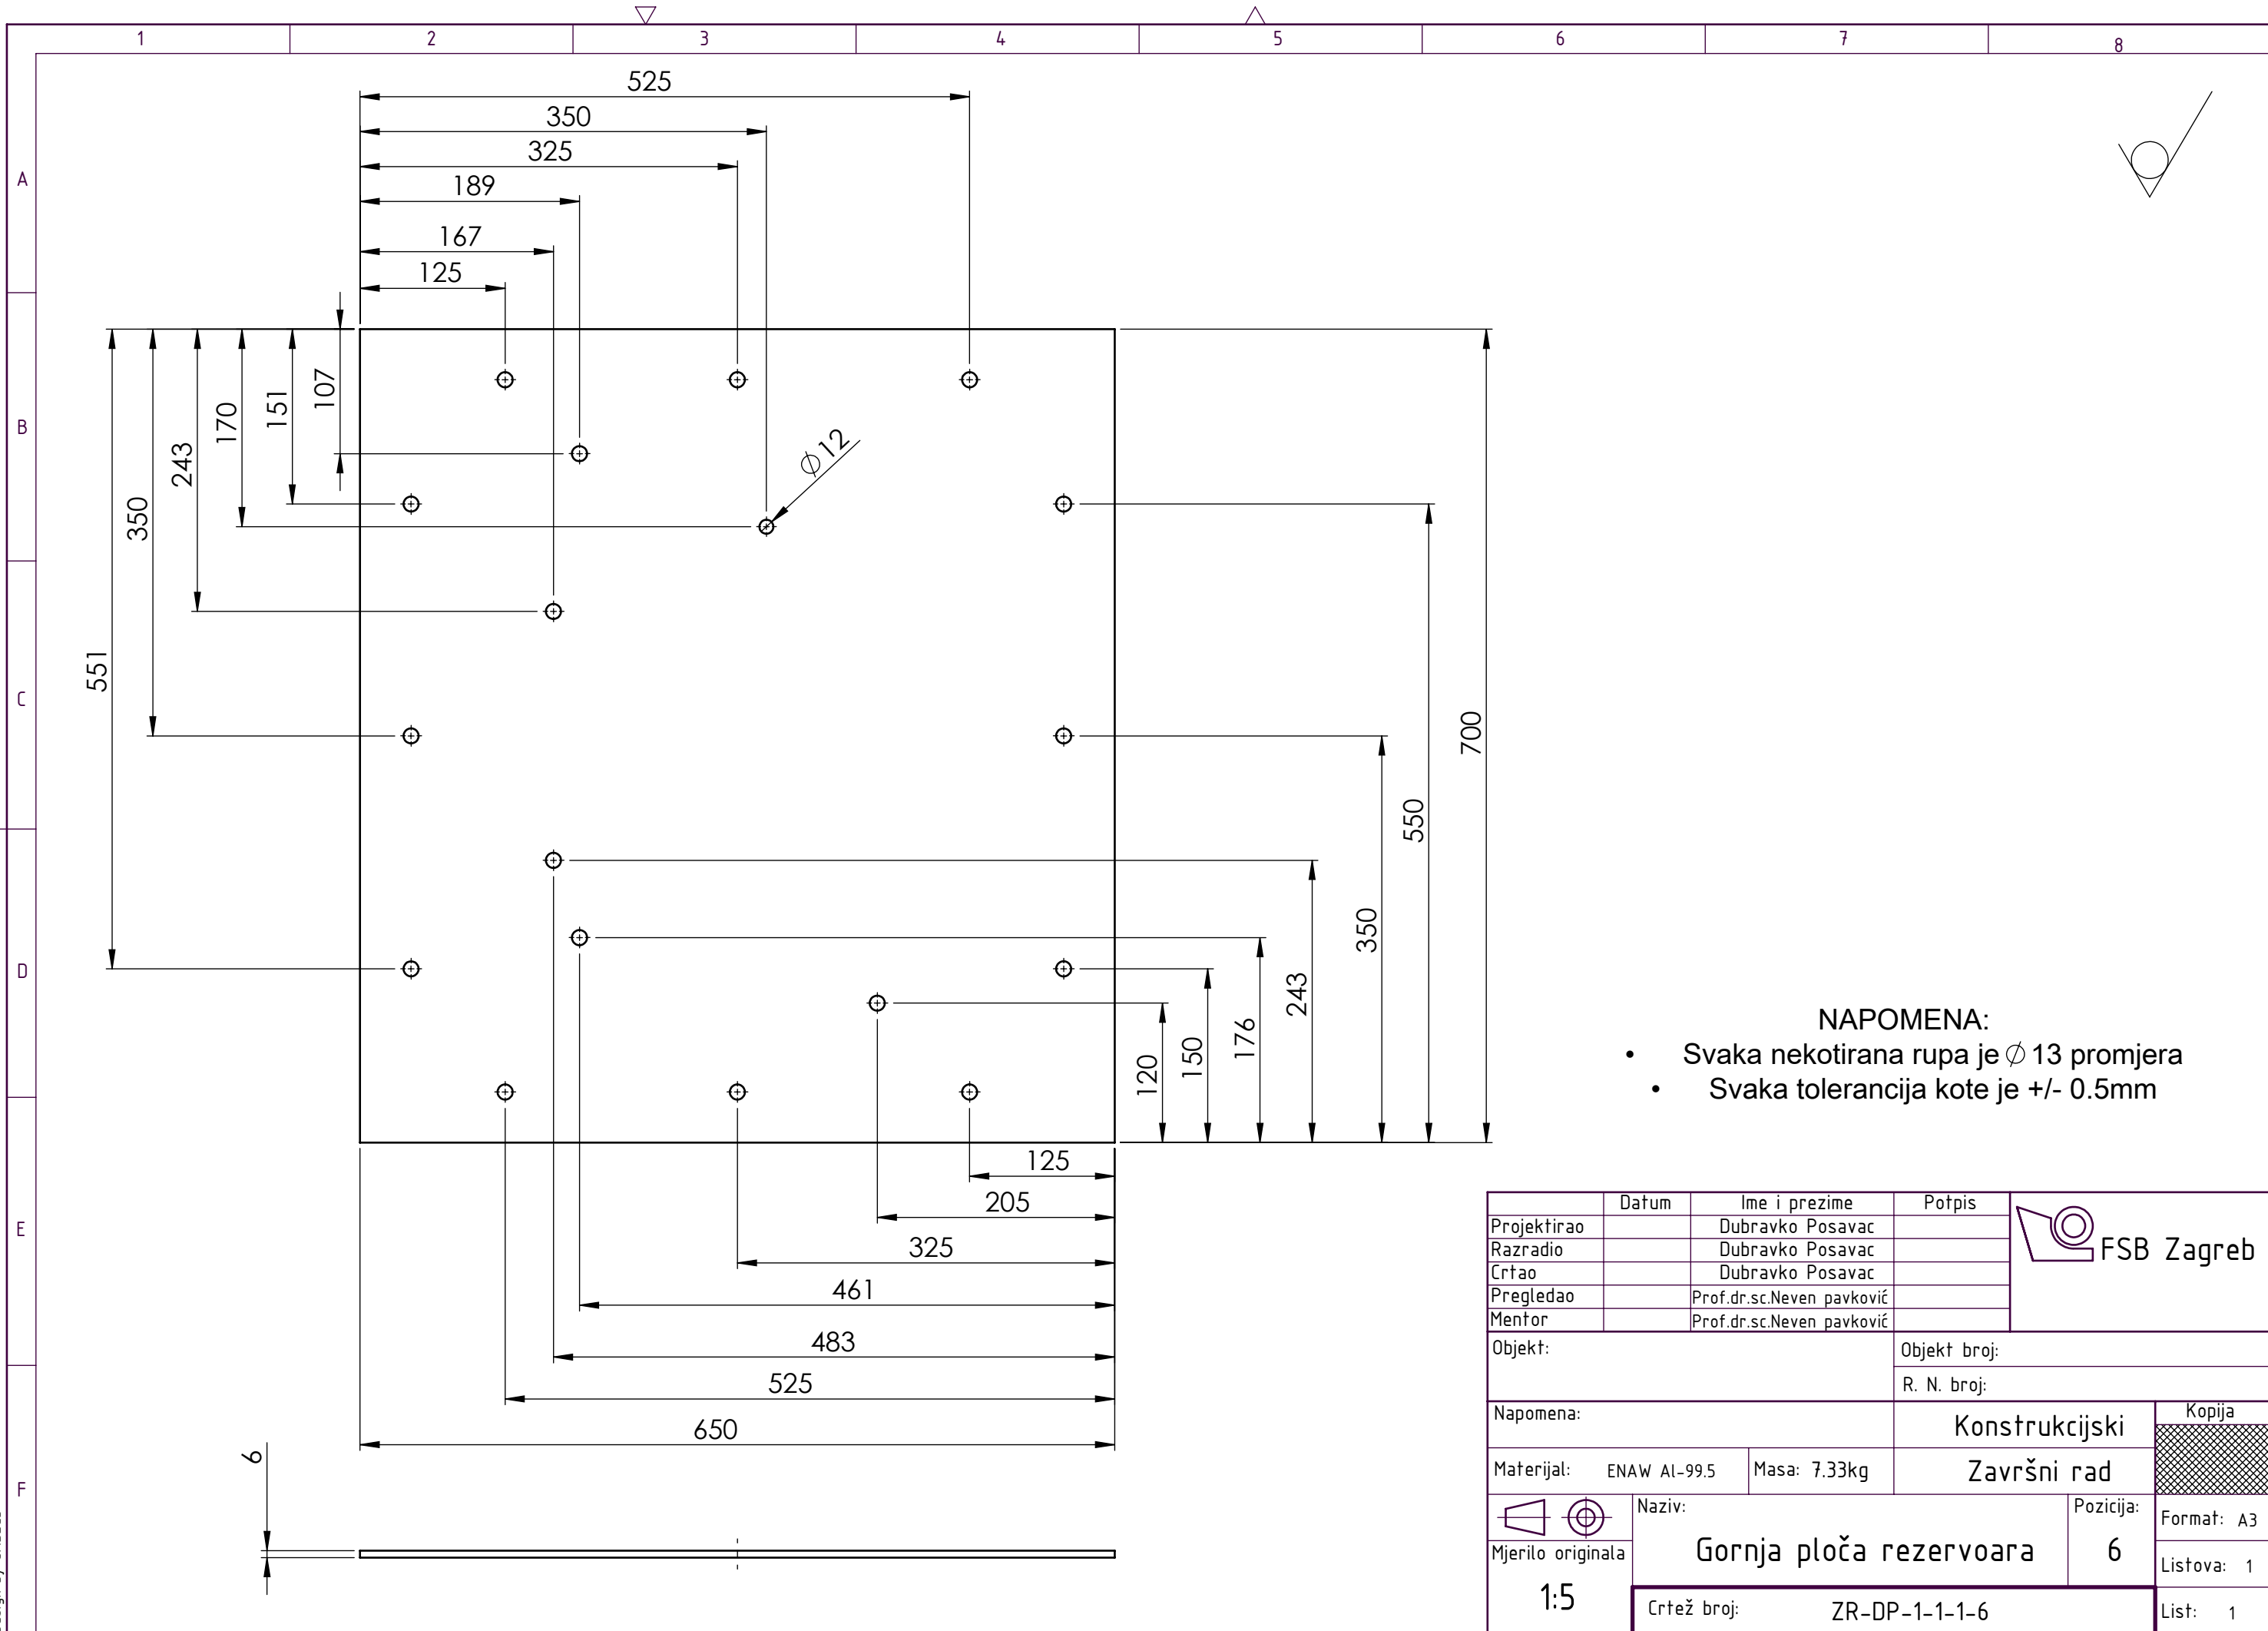 1 2 3 4 5 6 7 8
A
B
C
D
E
F
525
350
325
189
167
125
107
151
170
243
350
551
Ø12
700
550
350
243
176
150
120
125
205
325
461
483
525
650
6
NAPOMENA:
• Svaka nekotirana rupa je Ø 13 promjera
• Svaka tolerancija kote je +/- 0.5mm
Datum Ime i prezime Potpis
Projektirao Dubravko Posavac
Razradio Dubravko Posavac
Crtao Dubravko Posavac
Pregledao Prof.dr.sc.Neven pavković
Mentor Prof.dr.sc.Neven pavković
FSB Zagreb
Objekt:
Objekt broj:
R. N. broj:
Napomena:
Konstrukcijski
Kopija
Materijal: ENAW Al-99.5 Masa: 7.33kg
Završni rad
Naziv:
Gornja ploča rezervoara
Pozicija:
6
Format: A3
Mjerilo originala
1:5
Listova: 1
Crtež broj: ZR-DP-1-1-1-6
List: 1